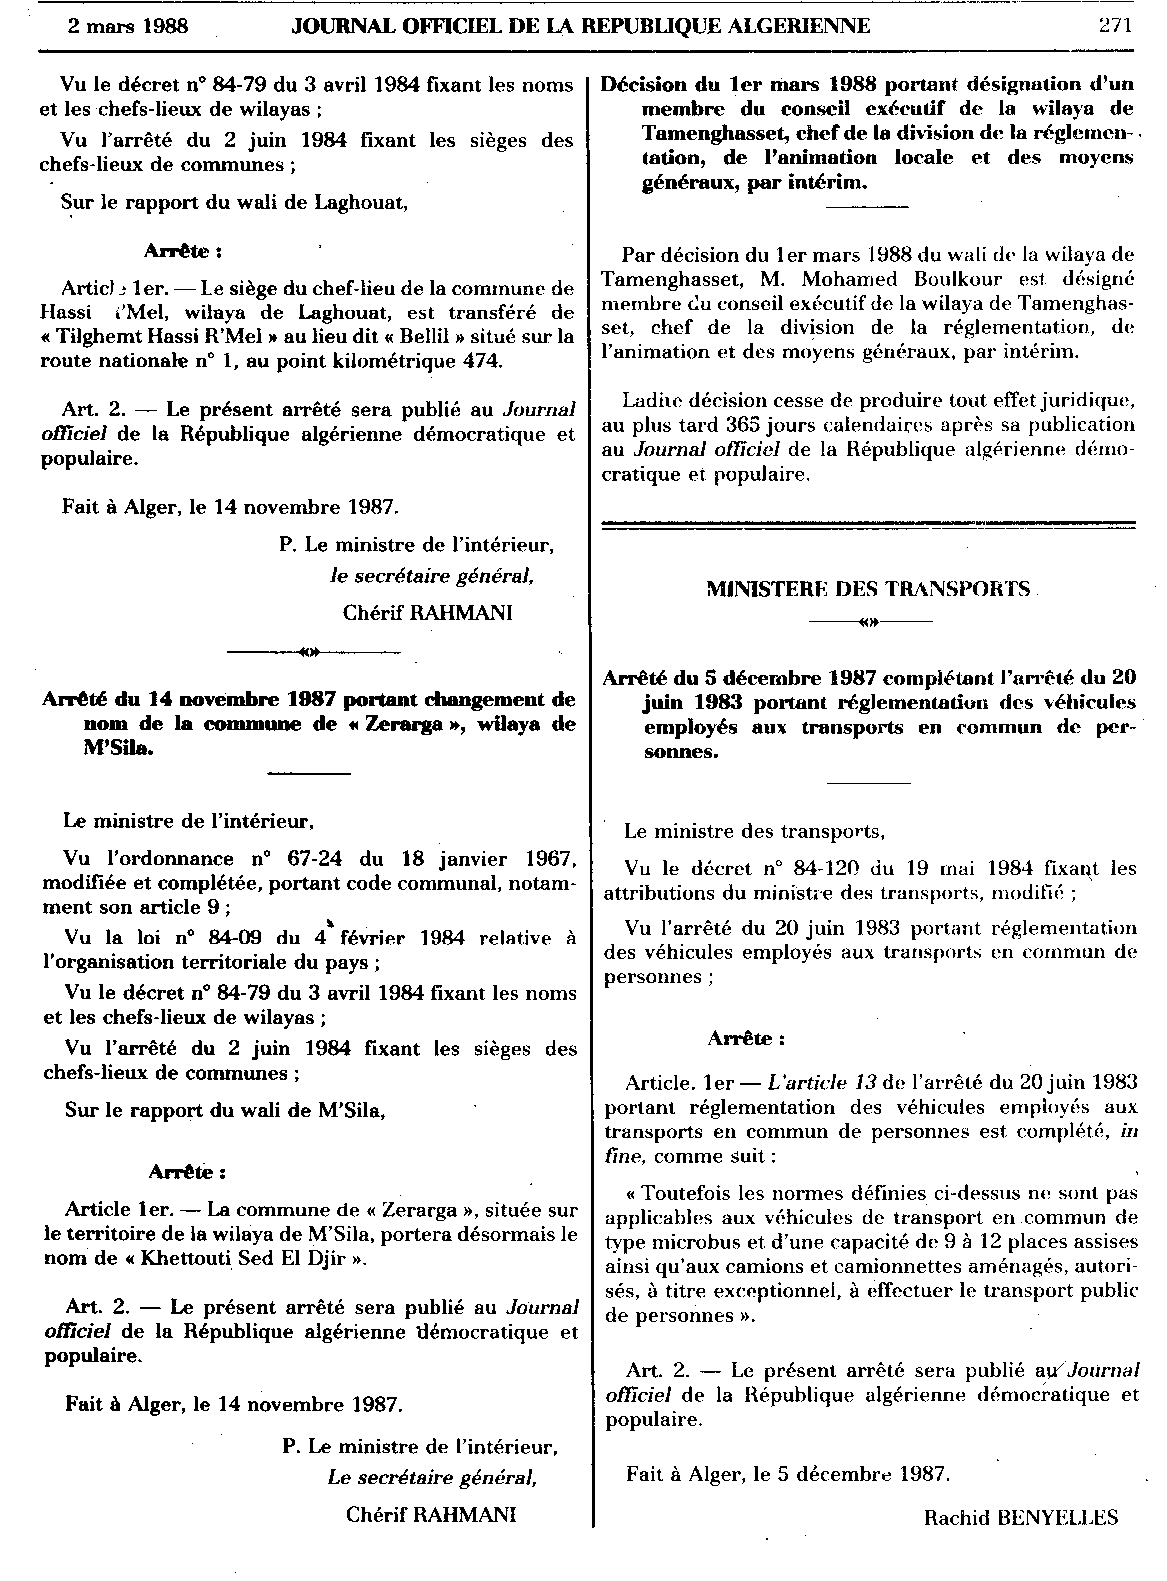 2 mars 1988 JOURNAL OFFICIEL DE LA REPUBLIQUE ALGERIENNE 271
Vu le décret n° 84-79 du 3 avril 1984 fixant les noms
et les chefs-lieux de wilayas ;
Vu l'arrêté du 2 juin 1984 fixant les sièges des
chefs-lieux de communes ;
Sur le rapport du wali de Laghouat,
Arrête :
Article 1er. — Le siège du chef-lieu de la commune de
Hassi R'Mel, wilaya de Laghouat, est transféré de
« Tilghemt Hassi R'Mel » au lieu dit « Bellil » situé sur la
route nationale n° 1, au point kilométrique 474.
Art. 2. — Le présent arrêté sera publié au Journal
officiel de la République algérienne démocratique et
populaire.
Fait à Alger, le 14 novembre 1987.
P. Le ministre de l'intérieur,
le secrétaire général,
Chérif RAHMANI
«»
Arrêté du 14 novembre 1987 portant changement de
nom de la commune de « Zerarga », wilaya de
M'Sila.
Le ministre de l'intérieur,
Vu l'ordonnance n° 67-24 du 18 janvier 1967,
modifiée et complétée, portant code communal, notam-
ment son article 9 ;
Vu la loi n° 84-09 du 4 février 1984 relative à
l'organisation territoriale du pays ;
Vu le décret n° 84-79 du 3 avril 1984 fixant les noms
et les chefs-lieux de wilayas ;
Vu l'arrêté du 2 juin 1984 fixant les sièges des
chefs-lieux de communes ;
Sur le rapport du wali de M'Sila,
Arrête :
Article 1er. — La commune de « Zerarga », située sur
le territoire de la wilaya de M'Sila, portera désormais le
nom de « Khettouti Sed El Djir ».
Art. 2. — Le présent arrêté sera publié au Journal
officiel de la République algérienne démocratique et
populaire.
Fait à Alger, le 14 novembre 1987.
P. Le ministre de l'intérieur,
Le secrétaire général,
Chérif RAHMANI
Décision du 1er mars 1988 portant désignation d'un
membre du conseil exécutif de la wilaya de
Tamenghasset, chef de la division de la réglemen-
tation, de l'animation locale et des moyens
généraux, par intérim.
Par décision du 1er mars 1988 du wali de la wilaya de
Tamenghasset, M. Mohamed Boulkour est désigné
membre du conseil exécutif de la wilaya de Tamenghas-
set, chef de la division de la réglementation, de
l'animation et des moyens généraux, par intérim.
Ladite décision cesse de produire tout effet juridique,
au plus tard 365 jours calendaires après sa publication
au Journal officiel de la République algérienne démo-
cratique et populaire.
MINISTERE DES TRANSPORTS
«»
Arrêté du 5 décembre 1987 complétant l'arrêté du 20
juin 1983 portant réglementation des véhicules
employés aux transports en commun de per-
sonnes.
Le ministre des transports,
Vu le décret n° 84-120 du 19 mai 1984 fixant les
attributions du ministre des transports, modifié ;
Vu l'arrêté du 20 juin 1983 portant réglementation
des véhicules employés aux transports en commun de
personnes ;
Arrête :
Article. 1er — L'article 13 de l'arrêté du 20 juin 1983
portant réglementation des véhicules employés aux
transports en commun de personnes est complété, in
fine, comme suit :
« Toutefois les normes définies ci-dessus ne sont pas
applicables aux véhicules de transport en commun de
type microbus et d'une capacité de 9 à 12 places assises
ainsi qu'aux camions et camionnettes aménagés, autori-
sés, à titre exceptionnel, à effectuer le transport public
de personnes ».
Art. 2. — Le présent arrêté sera publié au Journal
officiel de la République algérienne démocratique et
populaire.
Fait à Alger, le 5 décembre 1987.
Rachid BENYELLES